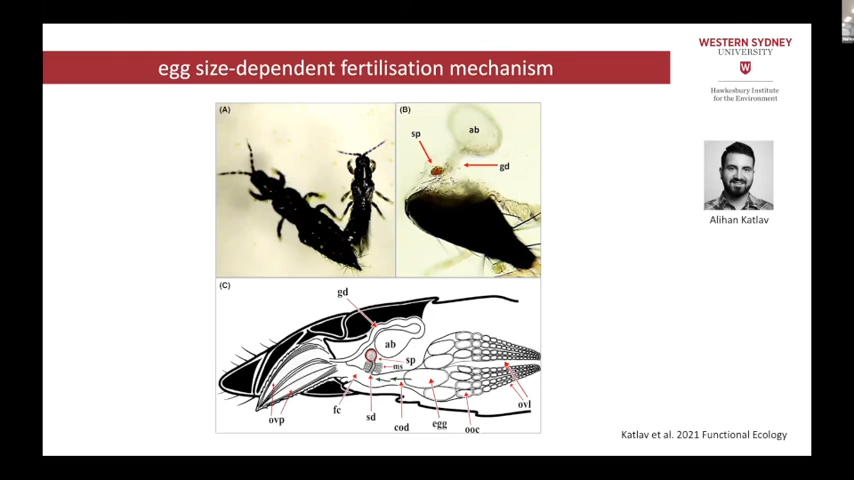 WESTERN SYDNEY
UNIVERSITY
W
Hawkesbury Institute
for the Environment
egg size-dependent fertilisation mechanism
(A)
(B)
sp
ab
gd
Alihan Katlav
(C)
gd
ab
sp
ms
ovp
fc
sd
cod
egg
ooc
ovl
Katlav et al. 2021 Functional Ecology